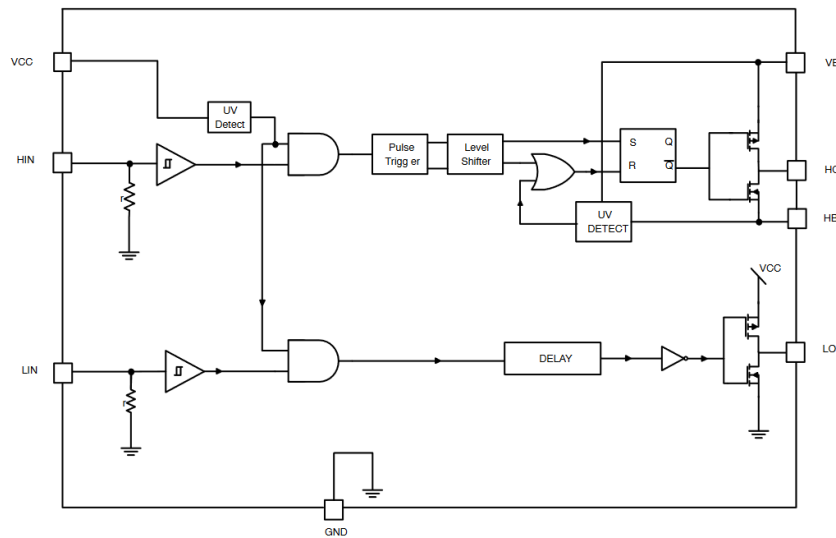 VCC
UV
Detect
HIN
r
Pulse
Trigg er
Level
Shifter
S
Q
R
Q
UV
DETECT
VCC
LIN
r
DELAY
GND